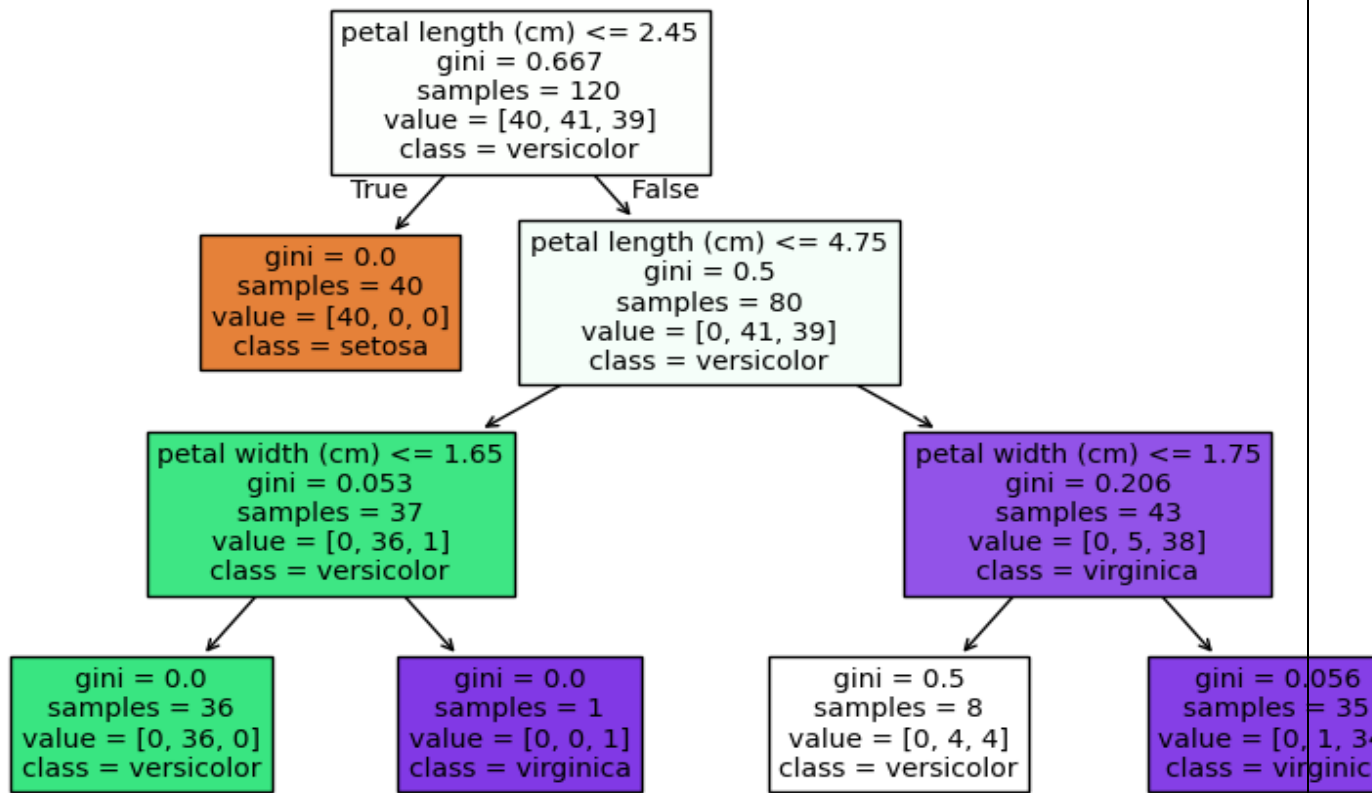 petal length (cm) <= 2.45
gini = 0.667
samples = 120
value = [40, 41, 39]
class = versicolor
True
False
gini = 0.0
samples = 40
value = [40, 0, 0]
class = setosa
petal length (cm) <= 4.75
gini = 0.5
samples = 80
value = [0, 41, 39]
class = versicolor
petal width (cm) <= 1.65
gini = 0.053
samples = 37
value = [0, 36, 1]
class = versicolor
petal width (cm) <= 1.75
gini = 0.206
samples = 43
value = [0, 5, 38]
class = virginica
gini = 0.0
samples = 36
value = [0, 36, 0]
class = versicolor
gini = 0.0
samples = 1
value = [0, 0, 1]
class = virginica
gini = 0.5
samples = 8
value = [0, 4, 4]
class = versicolor
gini = 0.056
samples = 35
value = [0, 1, 34
class = virginic